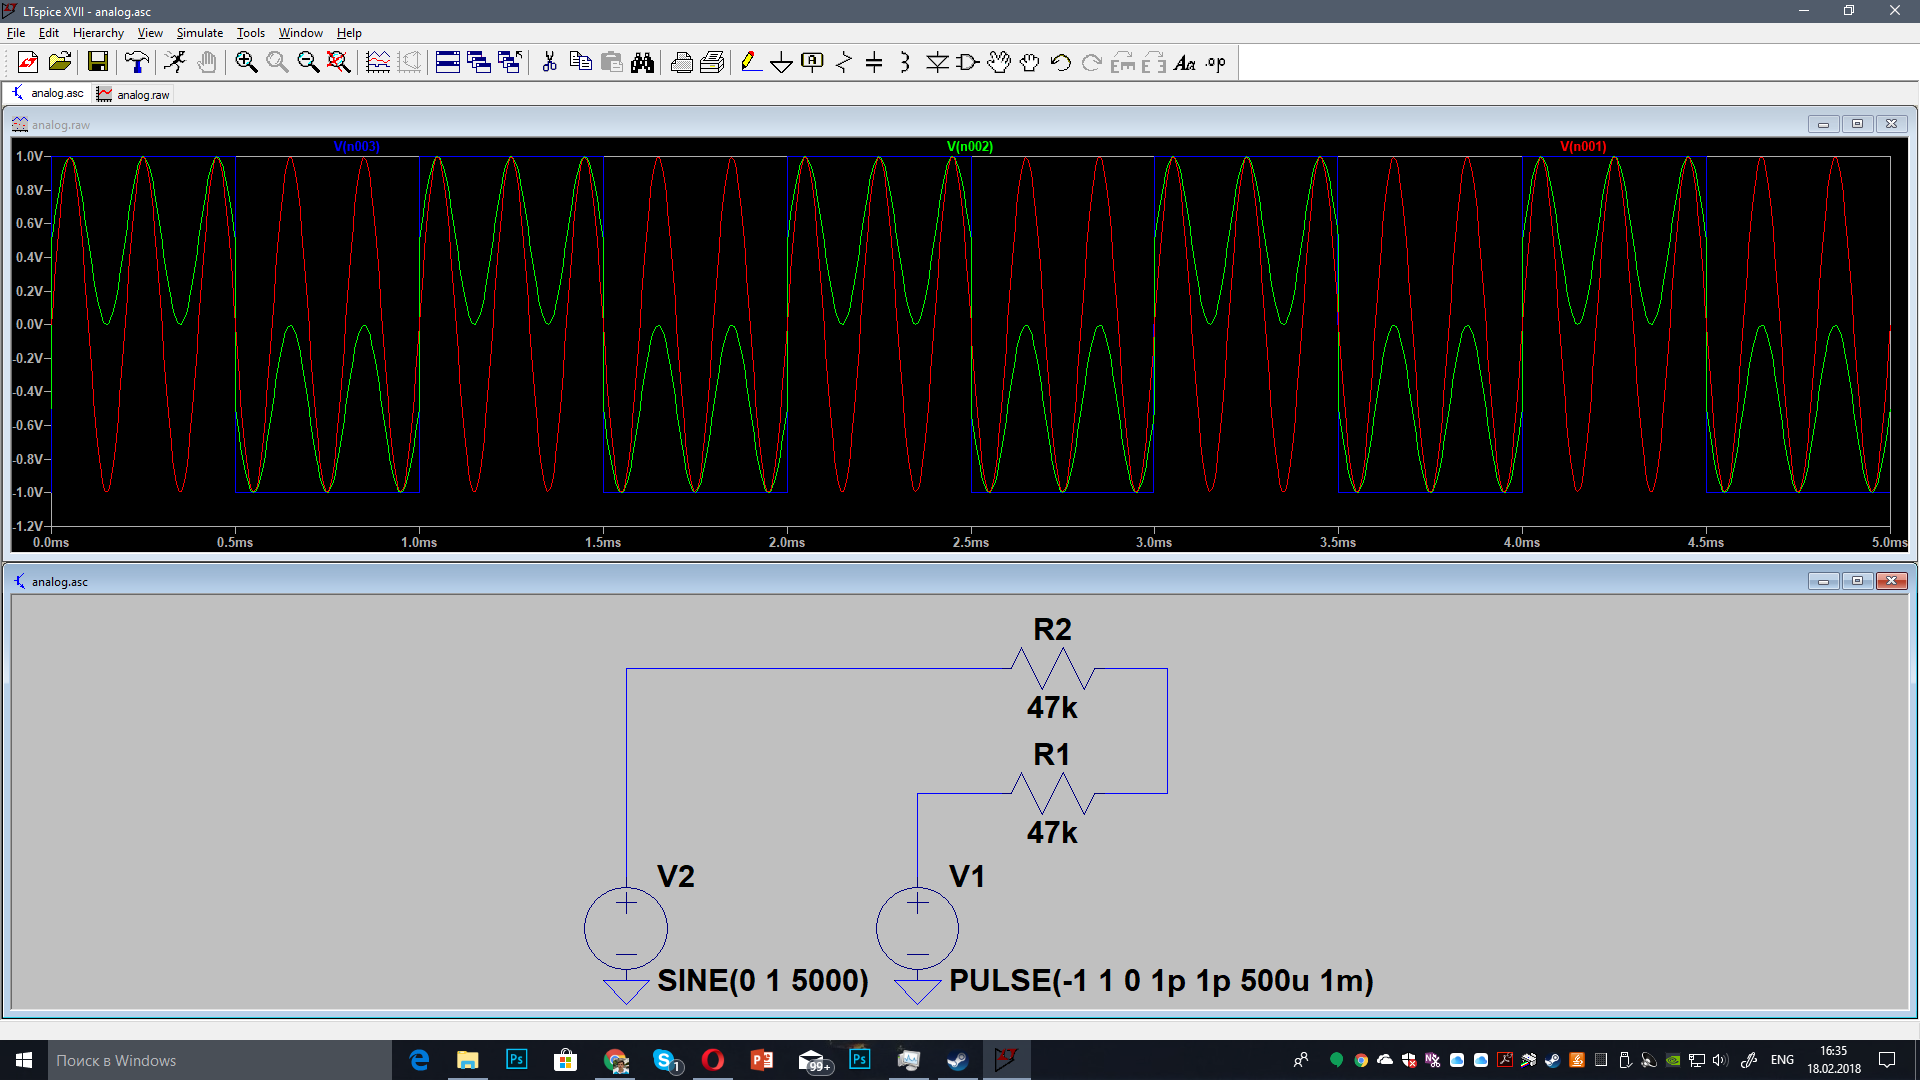 LTspice XVII - analog.asc
File Edit Hierarchy View Simulate Tools Window Help
analog.asc analog.raw
analog.raw
V(n003) V(n002) V(n001)
1.0V
0.8V
0.6V
0.4V
0.2V
0.0V
-0.2V
-0.4V
-0.6V
-0.8V
-1.0V
-1.2V
0.0ms 0.5ms 1.0ms 1.5ms 2.0ms 2.5ms 3.0ms 3.5ms 4.0ms 4.5ms 5.0ms
analog.asc
R2
47k
R1
47k
V2 V1
SINE(0 1 5000) PULSE(-1 1 0 1p 1p 500u 1m)
Поиск в Windows
1
99+
ENG
16:35
18.02.2018